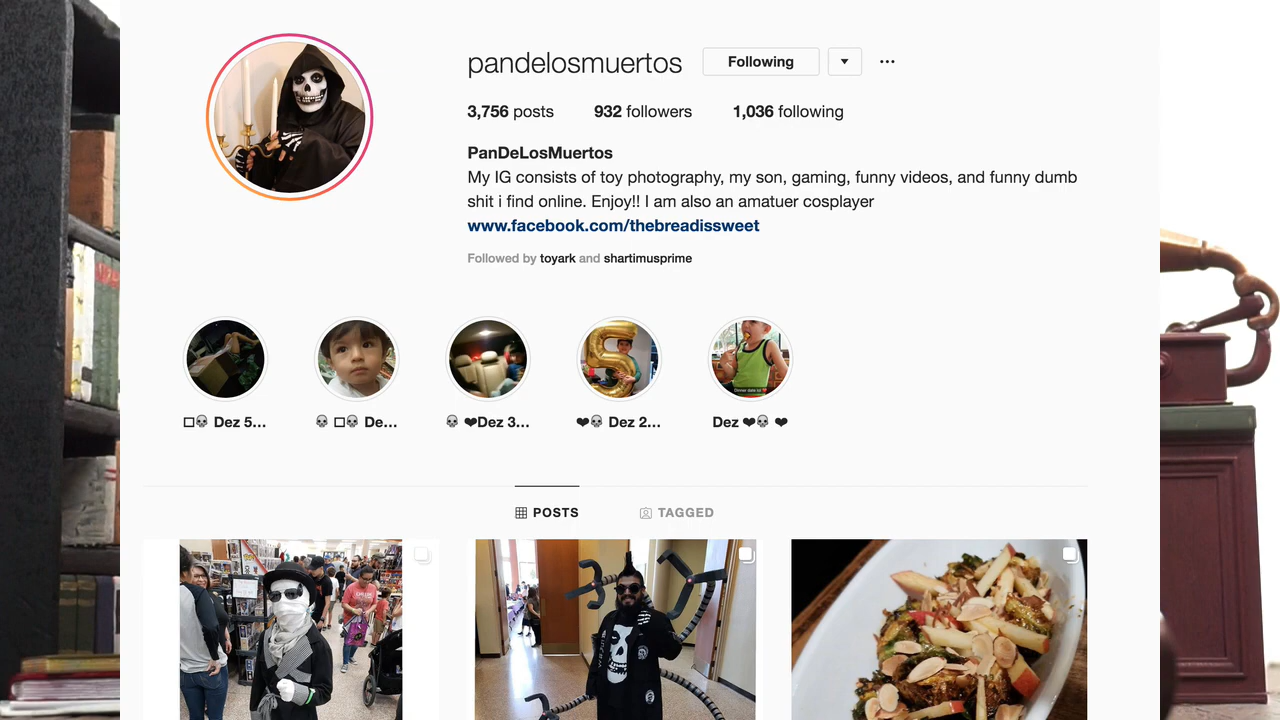 pandelosmuertos Following
3,756 posts 932 followers 1,036 following
PanDeLosMuertos
My IG consists of toy photography, my son, gaming, funny videos, and funny dumb
shit i find online. Enjoy!! I am also an amatuer cosplayer
www.facebook.com/thebreadissweet
Followed by toyark and shartimusprime
□💀 Dez 5... 💀 □💀 De... 💀 ❤Dez 3... ❤💀 Dez 2... Dez ❤💀 ❤
POSTS TAGGED